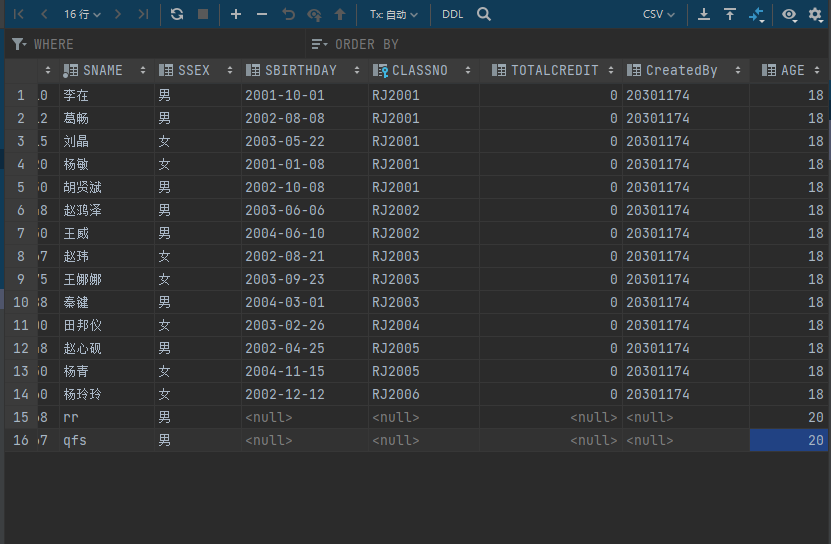 16 行 Tx: 自动 DDL CSV
WHERE ORDER BY
SNAME SSEX SBIRTHDAY CLASSNO TOTALCREDIT CreatedBy AGE
1 10 李在 男 2001-10-01 RJ2001 0 20301174 18
2 12 葛畅 男 2002-08-08 RJ2001 0 20301174 18
3 15 刘晶 女 2003-05-22 RJ2001 0 20301174 18
4 20 杨敏 女 2001-01-08 RJ2001 0 20301174 18
5 30 胡贤斌 男 2002-10-08 RJ2001 0 20301174 18
6 赵鸿泽 男 2003-06-06 RJ2002 0 20301174 18
7 王威 男 2004-06-10 RJ2002 0 20301174 18
8 57 赵玮 女 2002-08-21 RJ2003 0 20301174 18
9 75 王娜娜 女 2003-09-23 RJ2003 0 20301174 18
10 38 秦键 男 2004-03-01 RJ2003 0 20301174 18
11 田邦仪 女 2003-02-26 RJ2004 0 20301174 18
12 赵心砚 男 2002-04-25 RJ2005 0 20301174 18
13 杨青 女 2004-11-15 RJ2005 0 20301174 18
14 杨玲玲 女 2002-12-12 RJ2006 0 20301174 18
15 58 rr 男 <null> <null> <null> <null> 20
16 57 qfs 男 <null> <null> <null> <null> 20